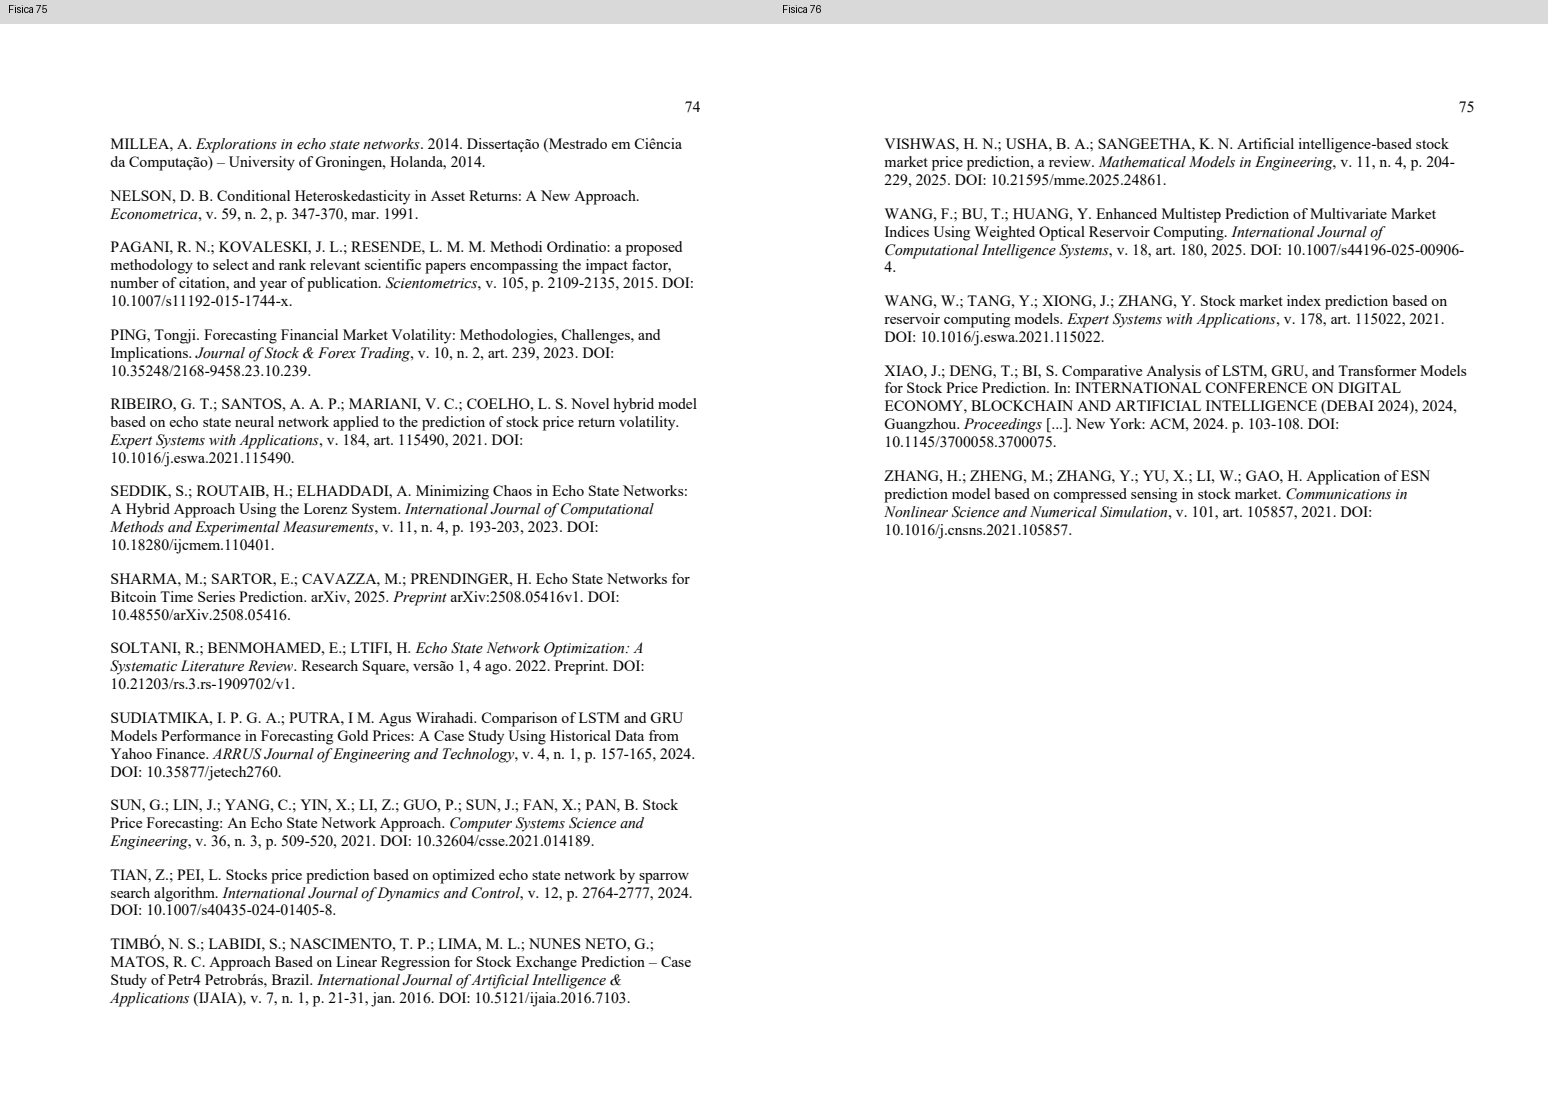 Fisica 75
74
MILLEA, A. Explorations in echo state networks. 2014. Dissertação (Mestrado em Ciência
da Computação) – University of Groningen, Holanda, 2014.
NELSON, D. B. Conditional Heteroskedasticity in Asset Returns: A New Approach.
Econometrica, v. 59, n. 2, p. 347-370, mar. 1991.
PAGANI, R. N.; KOVALESKI, J. L.; RESENDE, L. M. M. Methodi Ordinatio: a proposed
methodology to select and rank relevant scientific papers encompassing the impact factor,
number of citation, and year of publication. Scientometrics, v. 105, p. 2109-2135, 2015. DOI:
10.1007/s11192-015-1744-x.
PING, Tongji. Forecasting Financial Market Volatility: Methodologies, Challenges, and
Implications. Journal of Stock & Forex Trading, v. 10, n. 2, art. 239, 2023. DOI:
10.35248/2168-9458.23.10.239.
RIBEIRO, G. T.; SANTOS, A. A. P.; MARIANI, V. C.; COELHO, L. S. Novel hybrid model
based on echo state neural network applied to the prediction of stock price return volatility.
Expert Systems with Applications, v. 184, art. 115490, 2021. DOI:
10.1016/j.eswa.2021.115490.
SEDDIK, S.; ROUTAIB, H.; ELHADDADI, A. Minimizing Chaos in Echo State Networks:
A Hybrid Approach Using the Lorenz System. International Journal of Computational
Methods and Experimental Measurements, v. 11, n. 4, p. 193-203, 2023. DOI:
10.18280/ijcmem.110401.
SHARMA, M.; SARTOR, E.; CAVAZZA, M.; PRENDINGER, H. Echo State Networks for
Bitcoin Time Series Prediction. arXiv, 2025. Preprint arXiv:2508.05416v1. DOI:
10.48550/arXiv.2508.05416.
SOLTANI, R.; BENMOHAMED, E.; LTIFI, H. Echo State Network Optimization: A
Systematic Literature Review. Research Square, versão 1, 4 ago. 2022. Preprint. DOI:
10.21203/rs.3.rs-1909702/v1.
SUDIATMIKA, I. P. G. A.; PUTRA, I M. Agus Wirahadi. Comparison of LSTM and GRU
Models Performance in Forecasting Gold Prices: A Case Study Using Historical Data from
Yahoo Finance. ARRUS Journal of Engineering and Technology, v. 4, n. 1, p. 157-165, 2024.
DOI: 10.35877/jetech2760.
SUN, G.; LIN, J.; YANG, C.; YIN, X.; LI, Z.; GUO, P.; SUN, J.; FAN, X.; PAN, B. Stock
Price Forecasting: An Echo State Network Approach. Computer Systems Science and
Engineering, v. 36, n. 3, p. 509-520, 2021. DOI: 10.32604/csse.2021.014189.
TIAN, Z.; PEI, L. Stocks price prediction based on optimized echo state network by sparrow
search algorithm. International Journal of Dynamics and Control, v. 12, p. 2764-2777, 2024.
DOI: 10.1007/s40435-024-01405-8.
TIMBÓ, N. S.; LABIDI, S.; NASCIMENTO, T. P.; LIMA, M. L.; NUNES NETO, G.;
MATOS, R. C. Approach Based on Linear Regression for Stock Exchange Prediction – Case
Study of Petr4 Petrobrás, Brazil. International Journal of Artificial Intelligence &
Applications (IJAIA), v. 7, n. 1, p. 21-31, jan. 2016. DOI: 10.5121/ijaia.2016.7103.
Fisica 76
75
VISHWAS, H. N.; USHA, B. A.; SANGEETHA, K. N. Artificial intelligence-based stock
market price prediction, a review. Mathematical Models in Engineering, v. 11, n. 4, p. 204-
229, 2025. DOI: 10.21595/mme.2025.24861.
WANG, F.; BU, T.; HUANG, Y. Enhanced Multistep Prediction of Multivariate Market
Indices Using Weighted Optical Reservoir Computing. International Journal of
Computational Intelligence Systems, v. 18, art. 180, 2025. DOI: 10.1007/s44196-025-00906-
4.
WANG, W.; TANG, Y.; XIONG, J.; ZHANG, Y. Stock market index prediction based on
reservoir computing models. Expert Systems with Applications, v. 178, art. 115022, 2021.
DOI: 10.1016/j.eswa.2021.115022.
XIAO, J.; DENG, T.; BI, S. Comparative Analysis of LSTM, GRU, and Transformer Models
for Stock Price Prediction. In: INTERNATIONAL CONFERENCE ON DIGITAL
ECONOMY, BLOCKCHAIN AND ARTIFICIAL INTELLIGENCE (DEBAI 2024), 2024,
Guangzhou. Proceedings [...]. New York: ACM, 2024. p. 103-108. DOI:
10.1145/3700058.3700075.
ZHANG, H.; ZHENG, M.; ZHANG, Y.; YU, X.; LI, W.; GAO, H. Application of ESN
prediction model based on compressed sensing in stock market. Communications in
Nonlinear Science and Numerical Simulation, v. 101, art. 105857, 2021. DOI:
10.1016/j.cnsns.2021.105857.